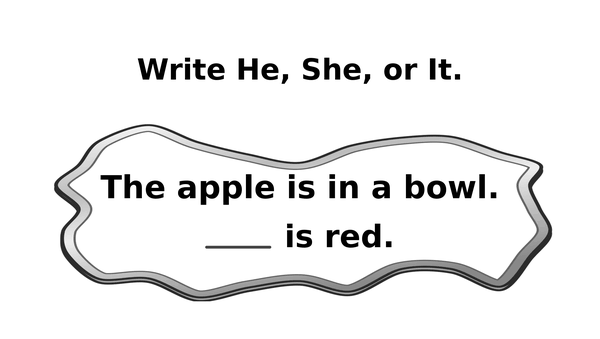 Write He, She, or It.
The apple is in a bowl.
____ is red.